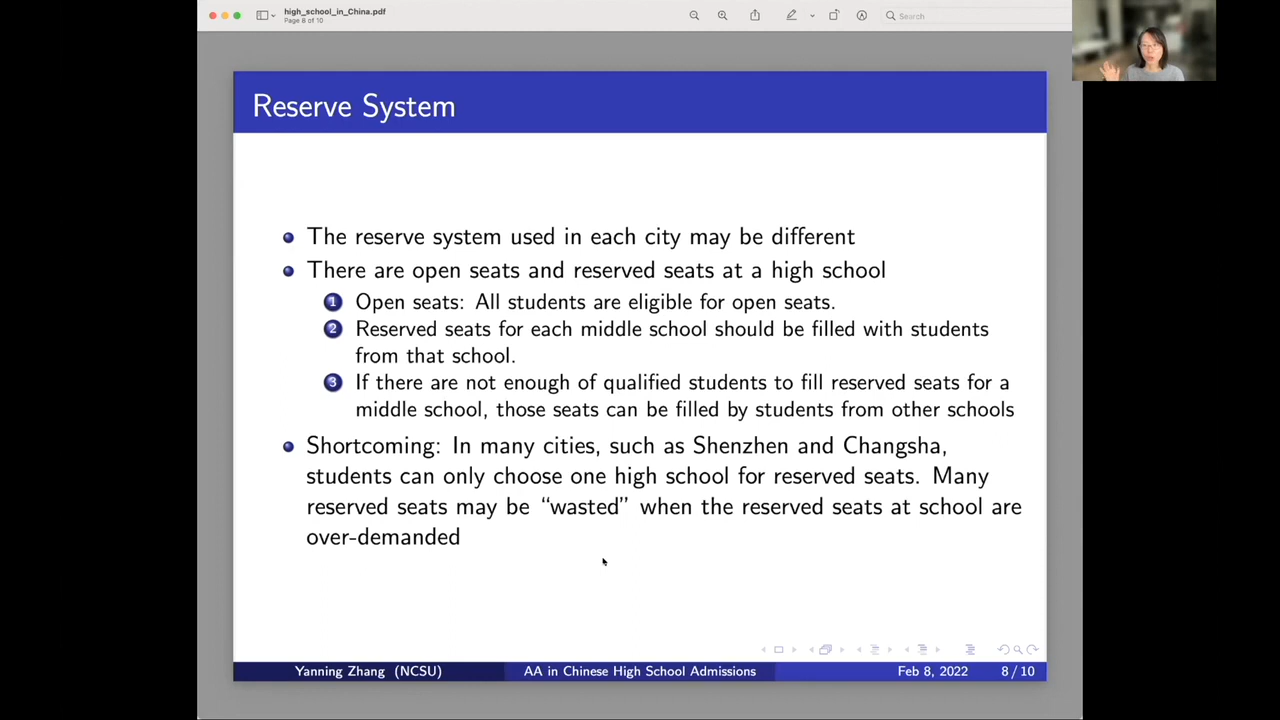 high_school_in_China.pdf
Page 8 of 10
Search
Reserve System
The reserve system used in each city may be different
There are open seats and reserved seats at a high school
1 Open seats: All students are eligible for open seats.
2 Reserved seats for each middle school should be filled with students
from that school.
3 If there are not enough of qualified students to fill reserved seats for a
middle school, those seats can be filled by students from other schools
Shortcoming: In many cities, such as Shenzhen and Changsha,
students can only choose one high school for reserved seats. Many
reserved seats may be “wasted” when the reserved seats at school are
over-demanded
Yanning Zhang (NCSU) AA in Chinese High School Admissions Feb 8, 2022 8 / 10